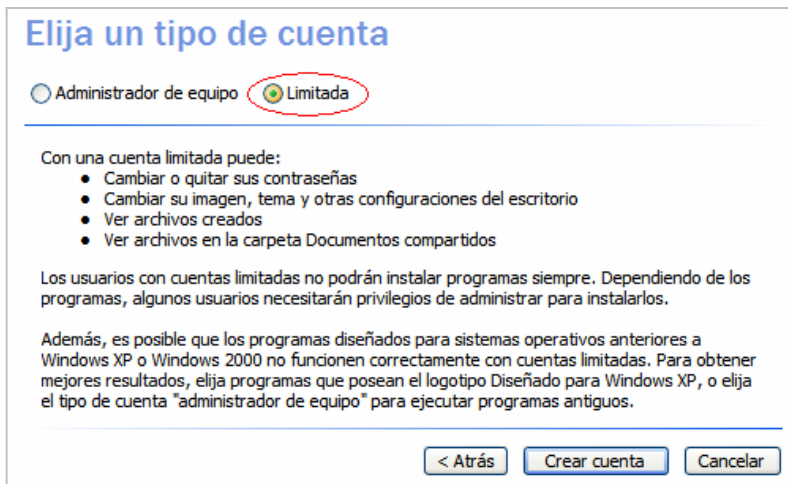 Elija un tipo de cuenta
Administrador de equipo Limitada
Con una cuenta limitada puede:
• Cambiar o quitar sus contraseñas
• Cambiar su imagen, tema y otras configuraciones del escritorio
• Ver archivos creados
• Ver archivos en la carpeta Documentos compartidos
Los usuarios con cuentas limitadas no podrán instalar programas siempre. Dependiendo de los
programas, algunos usuarios necesitarán privilegios de administrar para instalarlos.
Además, es posible que los programas diseñados para sistemas operativos anteriores a
Windows XP o Windows 2000 no funcionen correctamente con cuentas limitadas. Para obtener
mejores resultados, elija programas que posean el logotipo Diseñado para Windows XP, o elija
el tipo de cuenta "administrador de equipo" para ejecutar programas antiguos.
< Atrás Crear cuenta Cancelar